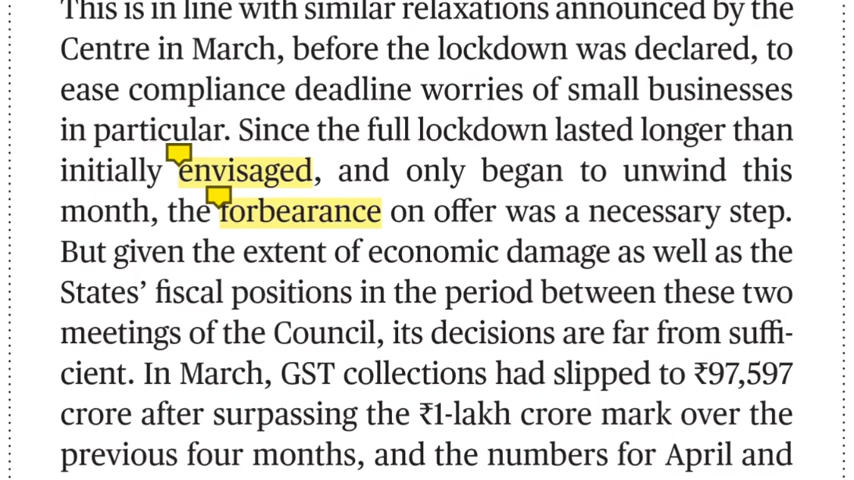 This is in line with similar relaxations announced by the
Centre in March, before the lockdown was declared, to
ease compliance deadline worries of small businesses
in particular. Since the full lockdown lasted longer than
initially envisaged, and only began to unwind this
month, the forbearance on offer was a necessary step.
But given the extent of economic damage as well as the
States’ fiscal positions in the period between these two
meetings of the Council, its decisions are far from suffi-
cient. In March, GST collections had slipped to ₹97,597
crore after surpassing the ₹1-lakh crore mark over the
previous four months, and the numbers for April and